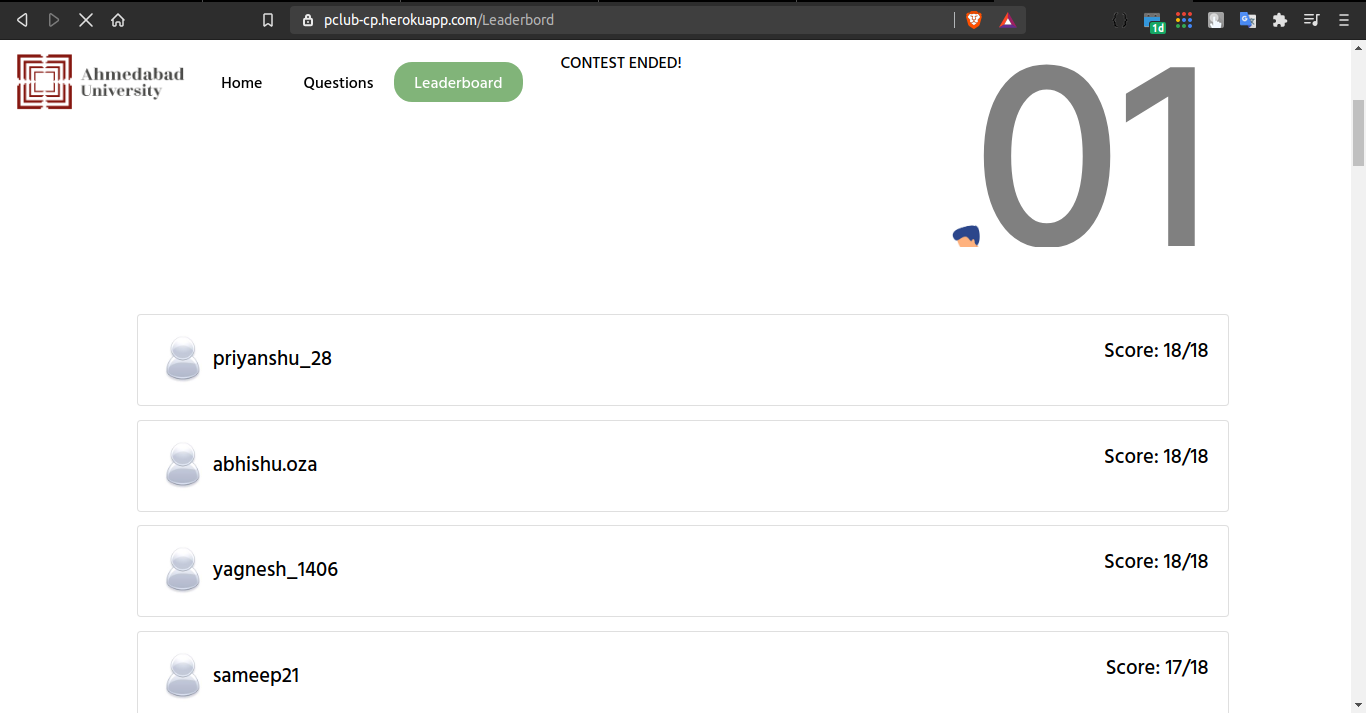 pclub-cp.herokuapp.com/Leaderbord
1d
Ahmedabad
University
Home
Questions
Leaderboard
CONTEST ENDED!
01
priyanshu_28
Score: 18/18
abhishu.oza
Score: 18/18
yagnesh_1406
Score: 18/18
sameep21
Score: 17/18